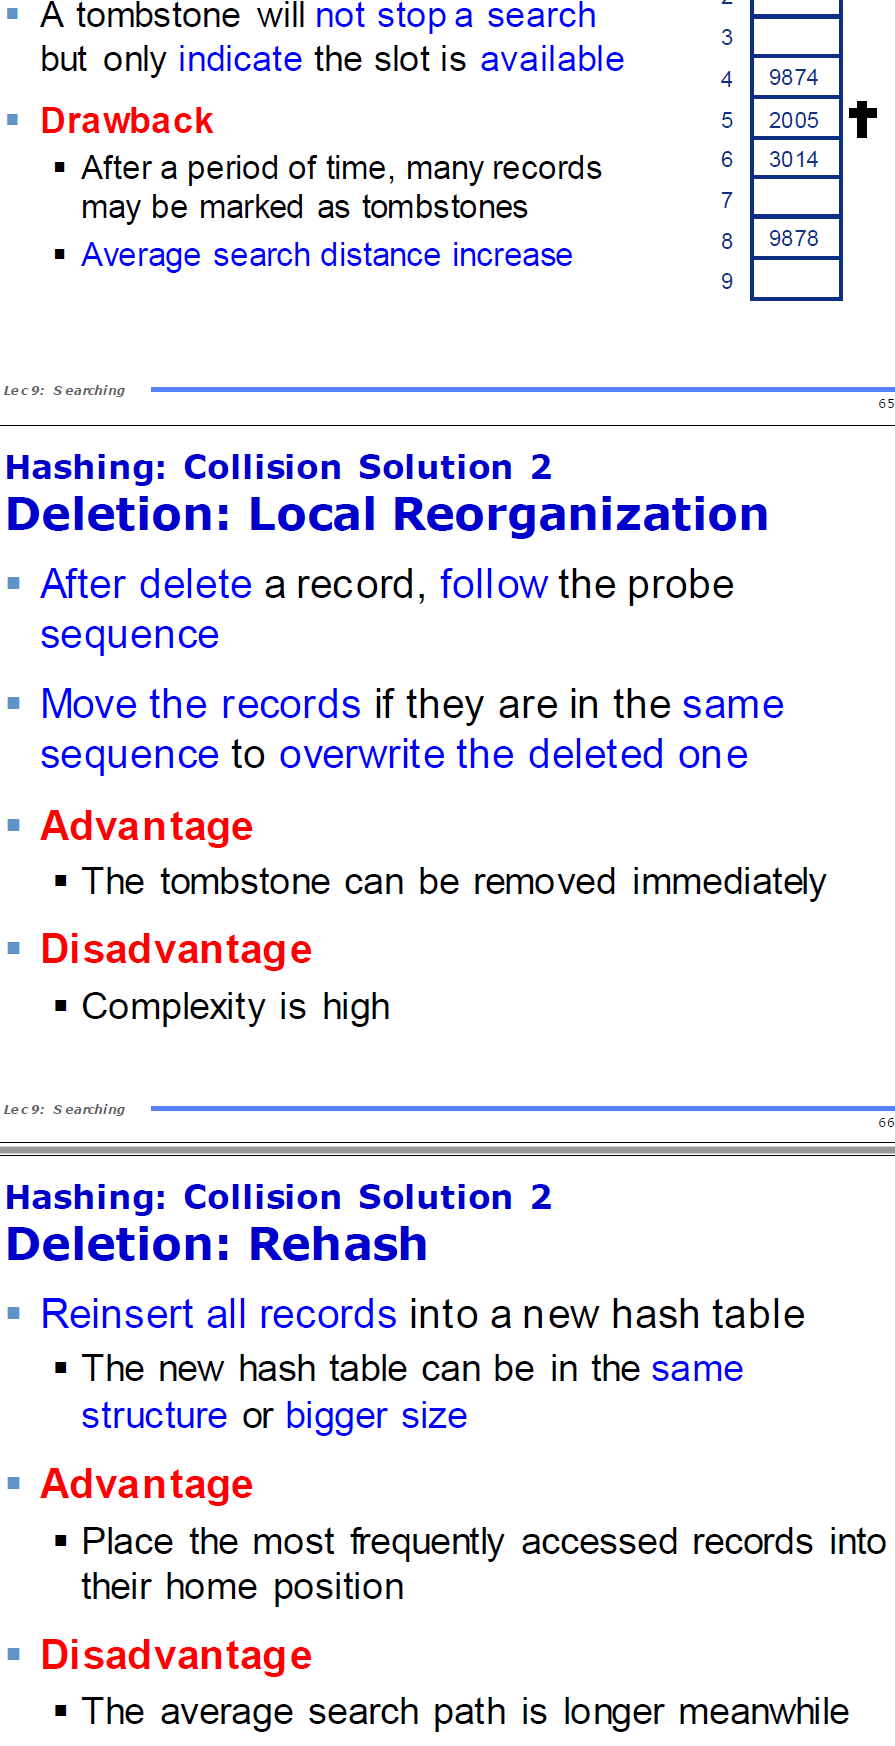 A tombstone will not stop a search
but only indicate the slot is available
Drawback
After a period of time, many records
may be marked as tombstones
Average search distance increase
3
4 9874
5 2005
6 3014
7
8 9878
9
Lec9: Searching
65
Hashing: Collision Solution 2
Deletion: Local Reorganization
After delete a record, follow the probe
sequence
Move the records if they are in the same
sequence to overwrite the deleted one
Advantage
The tombstone can be removed immediately
Disadvantage
Complexity is high
Lec9: Searching
66
Hashing: Collision Solution 2
Deletion: Rehash
Reinsert all records into a new hash table
The new hash table can be in the same
structure or bigger size
Advantage
Place the most frequently accessed records into
their home position
Disadvantage
The average search path is longer meanwhile